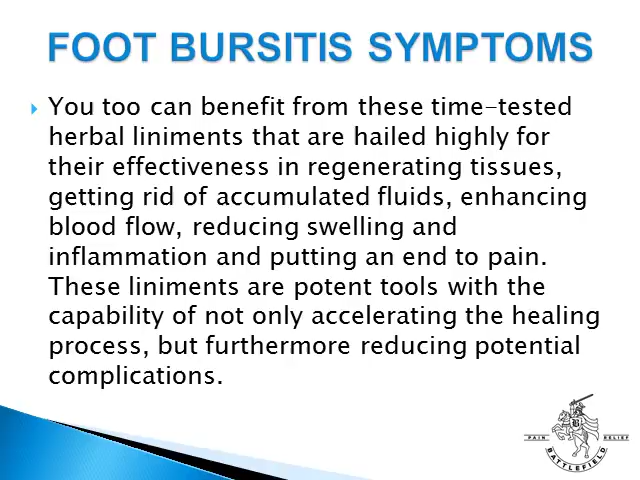 FOOT BURSITIS SYMPTOMS
You too can benefit from these time-tested
herbal liniments that are hailed highly for
their effectiveness in regenerating tissues,
getting rid of accumulated fluids, enhancing
blood flow, reducing swelling and
inflammation and putting an end to pain.
These liniments are potent tools with the
capability of not only accelerating the healing
process, but furthermore reducing potential
complications.
B
PAIN RELIEF
BATTLEFIELD